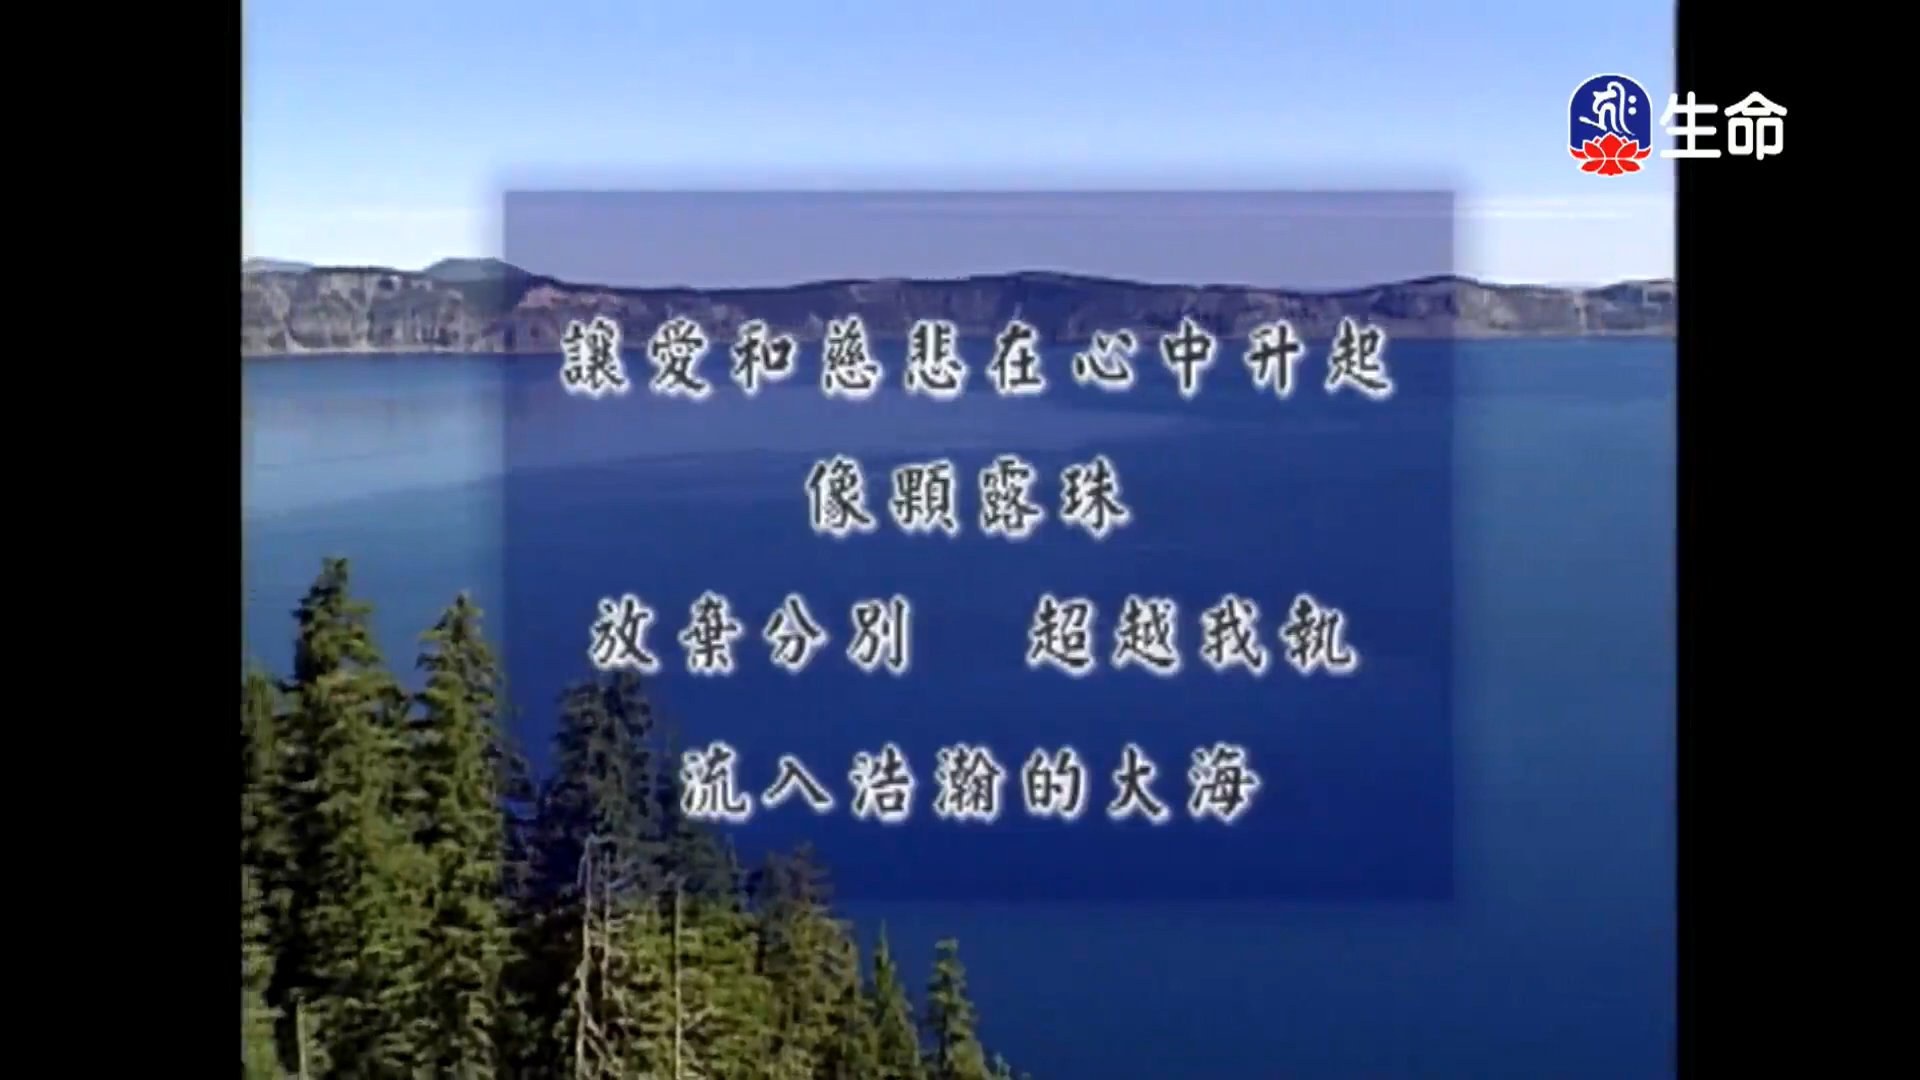 生命
讓愛和慈悲在心中升起
像顆露珠
放棄分別　超越我執
流入浩瀚的大海